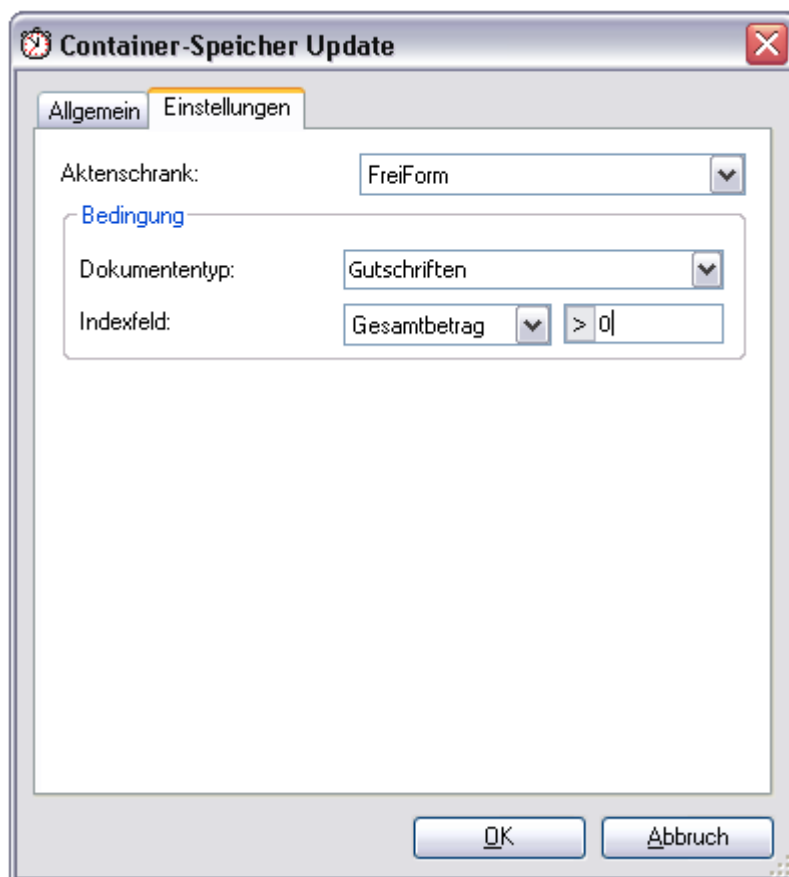 Container-Speicher Update
Allgemein Einstellungen
Aktenschrank: FreiForm
Bedingung
Dokumententyp: Gutschriften
Indexfeld: Gesamtbetrag > 0
OK Abbruch